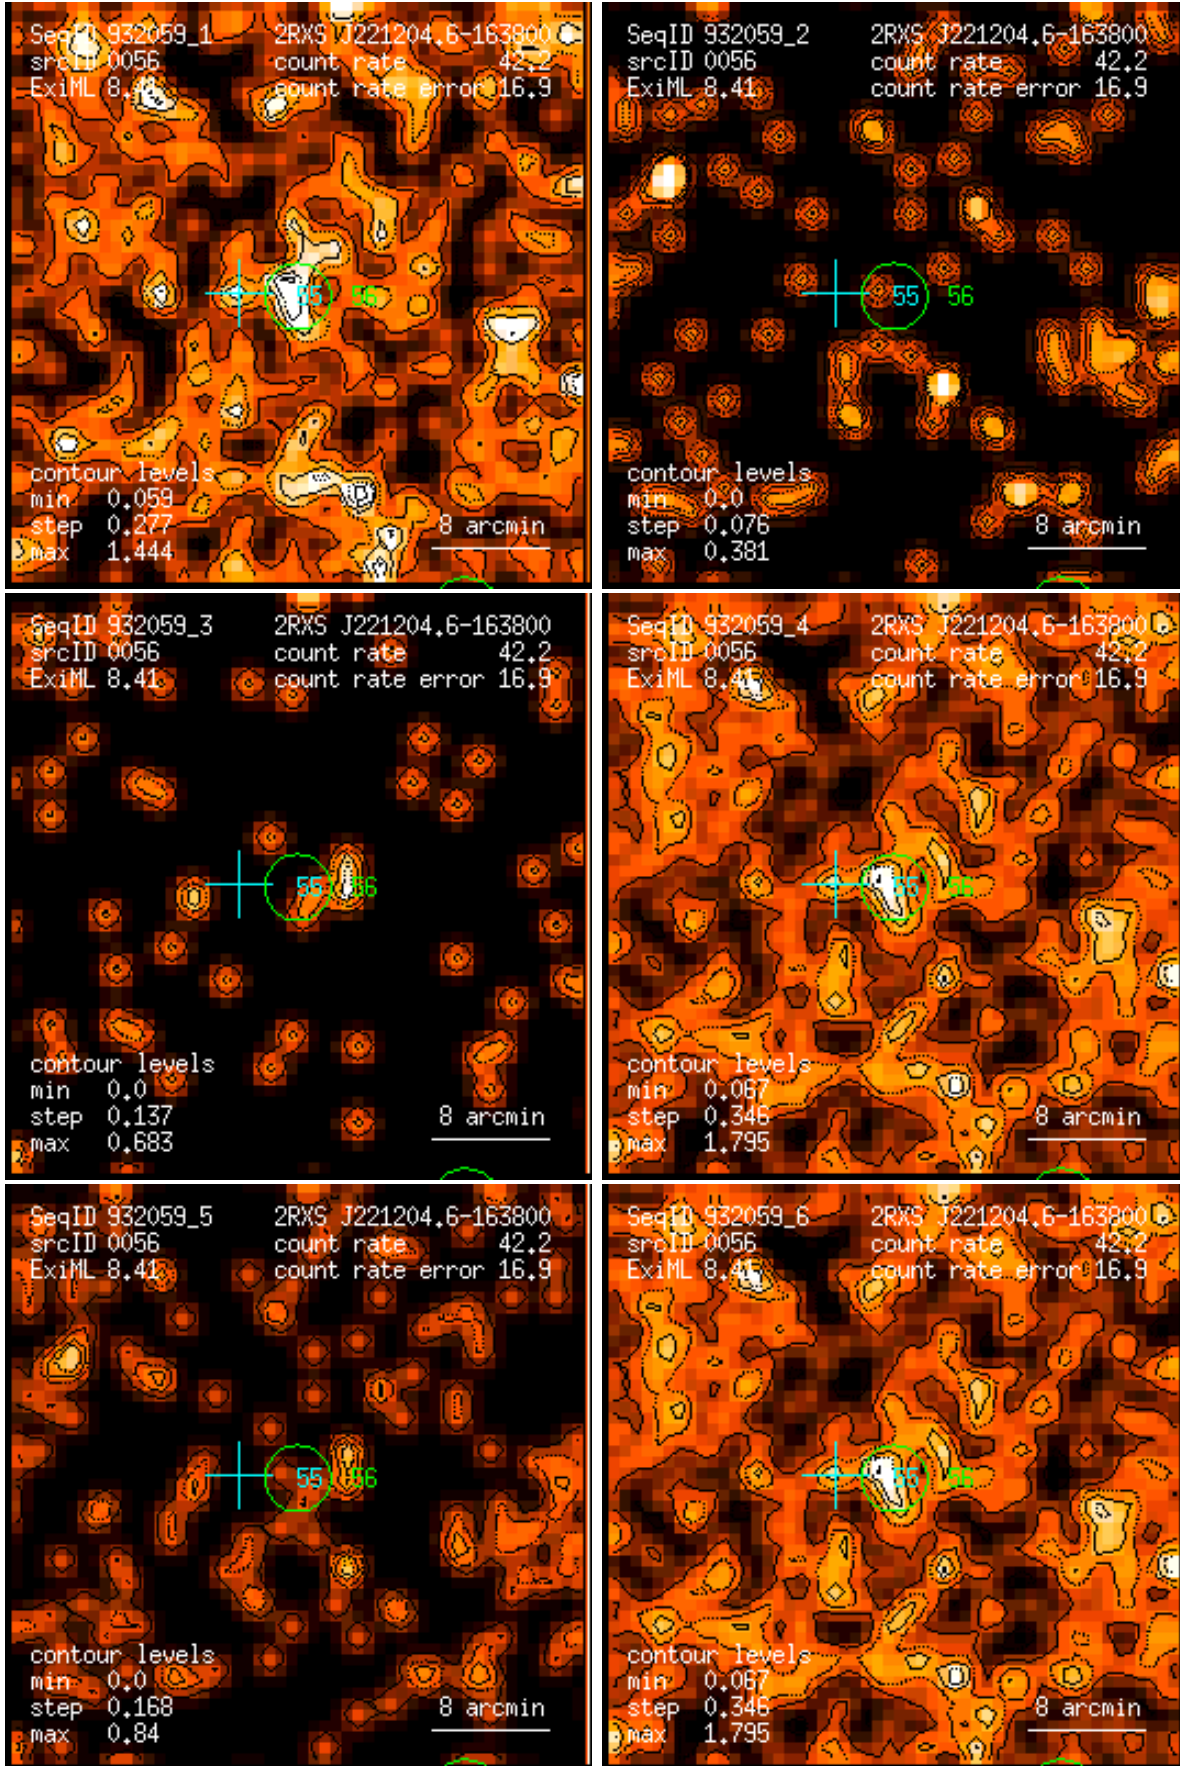 SeqID 932059_1 2RXS J221204.6-163800
srcID 0056 count rate 42.2
ExiML 8.41 count rate error 16.9
55 56
contour levels
min 0.059
step 0.277
max 1.444
8 arcmin
SeqID 932059_2 2RXS J221204.6-163800
srcID 0056 count rate 42.2
ExiML 8.41 count rate error 16.9
55 56
contour levels
min 0.0
step 0.076
max 0.381
8 arcmin
SeqID 932059_3 2RXS J221204.6-163800
srcID 0056 count rate 42.2
ExiML 8.41 count rate error 16.9
55 56
contour levels
min 0.0
step 0.137
max 0.683
8 arcmin
SeqID 932059_4 2RXS J221204.6-163800
srcID 0056 count rate 42.2
ExiML 8.41 count rate error 16.9
55 56
contour levels
min 0.067
step 0.346
max 1.795
8 arcmin
SeqID 932059_5 2RXS J221204.6-163800
srcID 0056 count rate 42.2
ExiML 8.41 count rate error 16.9
55 56
contour levels
min 0.0
step 0.168
max 0.84
8 arcmin
SeqID 932059_6 2RXS J221204.6-163800
srcID 0056 count rate 42.2
ExiML 8.41 count rate error 16.9
55 56
contour levels
min 0.067
step 0.346
max 1.795
8 arcmin